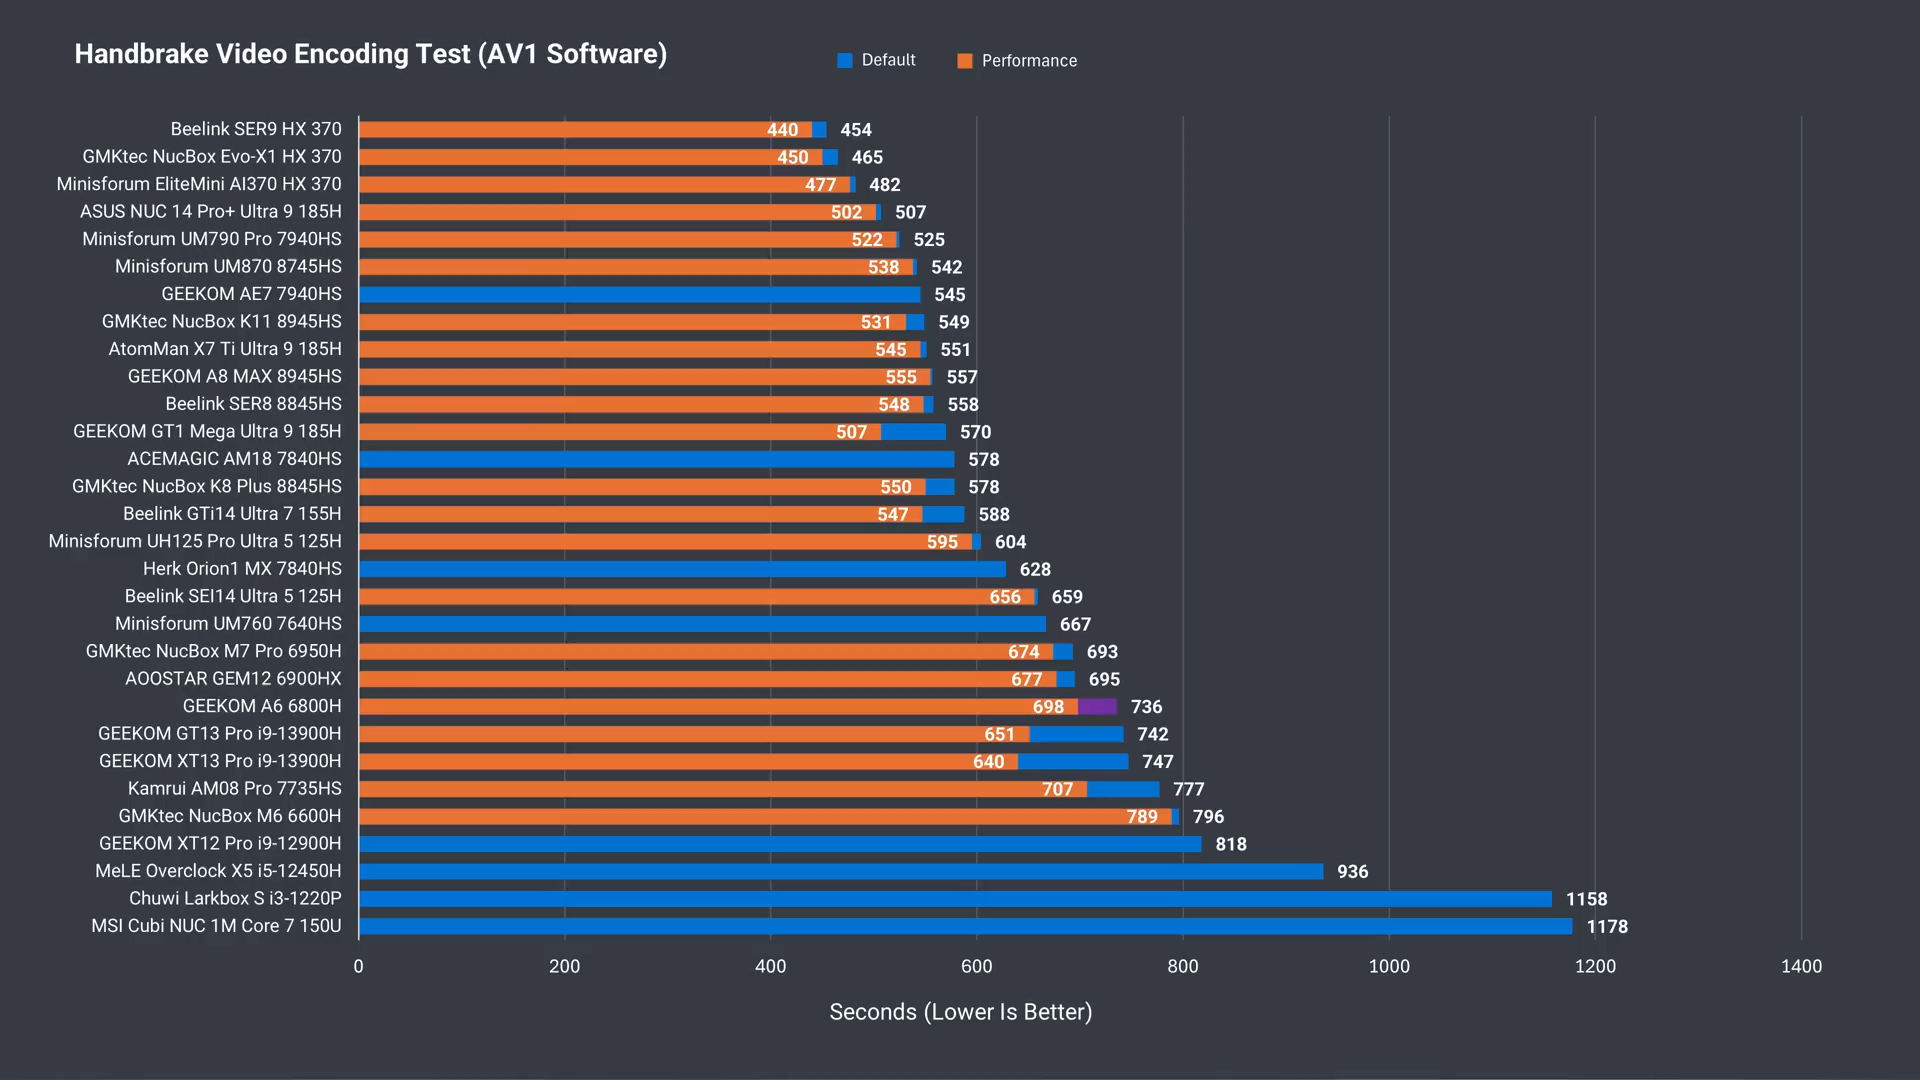 Handbrake Video Encoding Test (AV1 Software)
Default
Performance
Beelink SER9 HX 370 440 454
GMKtec NucBox Evo-X1 HX 370 450 465
Minisforum EliteMini AI370 HX 370 477 482
ASUS NUC 14 Pro+ Ultra 9 185H 502 507
Minisforum UM790 Pro 7940HS 522 525
Minisforum UM870 8745HS 538 542
GEEKOM AE7 7940HS 545
GMKtec NucBox K11 8945HS 531 549
AtomMan X7 Ti Ultra 9 185H 545 551
GEEKOM A8 MAX 8945HS 555 557
Beelink SER8 8845HS 548 558
GEEKOM GT1 Mega Ultra 9 185H 507 570
ACEMAGIC AM18 7840HS 578
GMKtec NucBox K8 Plus 8845HS 550 578
Beelink GTi14 Ultra 7 155H 547 588
Minisforum UH125 Pro Ultra 5 125H 595 604
Herk Orion1 MX 7840HS 628
Beelink SEI14 Ultra 5 125H 656 659
Minisforum UM760 7640HS 667
GMKtec NucBox M7 Pro 6950H 674 693
AOOSTAR GEM12 6900HX 677 695
GEEKOM A6 6800H 698 736
GEEKOM GT13 Pro i9-13900H 651 742
GEEKOM XT13 Pro i9-13900H 640 747
Kamrui AM08 Pro 7735HS 707 777
GMKtec NucBox M6 6600H 789 796
GEEKOM XT12 Pro i9-12900H 818
MeLE Overclock X5 i5-12450H 936
Chuwi Larkbox S i3-1220P 1158
MSI Cubi NUC 1M Core 7 150U 1178
0 200 400 600 800 1000 1200 1400
Seconds (Lower Is Better)